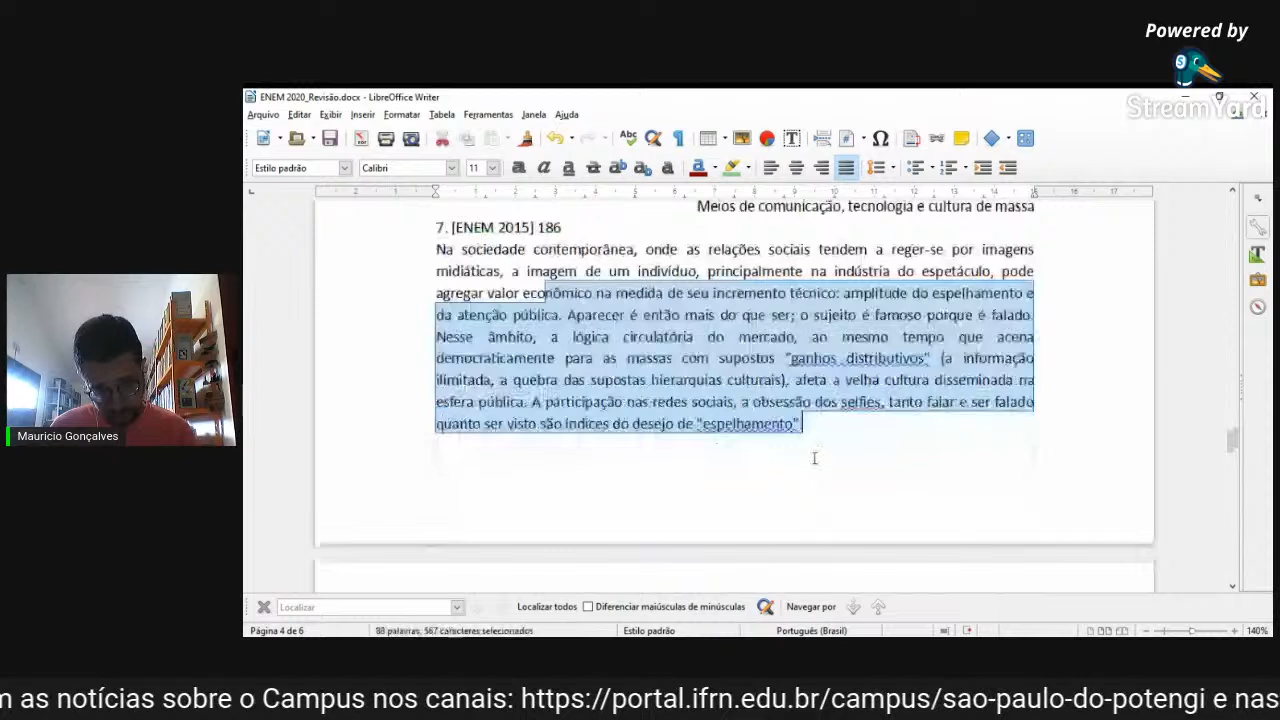 Powered by
StreamYard
ENEM 2020_Revisão.docx - LibreOffice Writer
Arquivo Editar Exibir Inserir Formatar Tabela Ferramentas Janela Ajuda
Estilo padrão Calibri 11
Meios de comunicação, tecnologia e cultura de massa
7. [ENEM 2015] 186
Na sociedade contemporânea, onde as relações sociais tendem a reger-se por imagens
midiáticas, a imagem de um indivíduo, principalmente na indústria do espetáculo, pode
agregar valor econômico na medida de seu incremento técnico: amplitude do espelhamento e
da atenção pública. Aparecer é então mais do que ser; o sujeito é famoso porque é falado.
Nesse âmbito, a lógica circulatória do mercado, ao mesmo tempo que acena
democraticamente para as massas com supostos "ganhos distributivos" (a informação
ilimitada, a quebra das supostas hierarquias culturais), afeta a velha cultura disseminada na
esfera pública. A participação nas redes sociais, a obsessão dos selfies, tanto falar e ser falado
quanto ser visto são índices do desejo de "espelhamento".
Mauricio Gonçalves
Localizar Localizar todos Diferenciar maiúsculas de minúsculas Navegar por
Página 4 de 6 88 palavras, 567 caracteres selecionados Estilo padrão Português (Brasil) 140%
m as notícias sobre o Campus nos canais: https://portal.ifrn.edu.br/campus/sao-paulo-do-potengi e nas